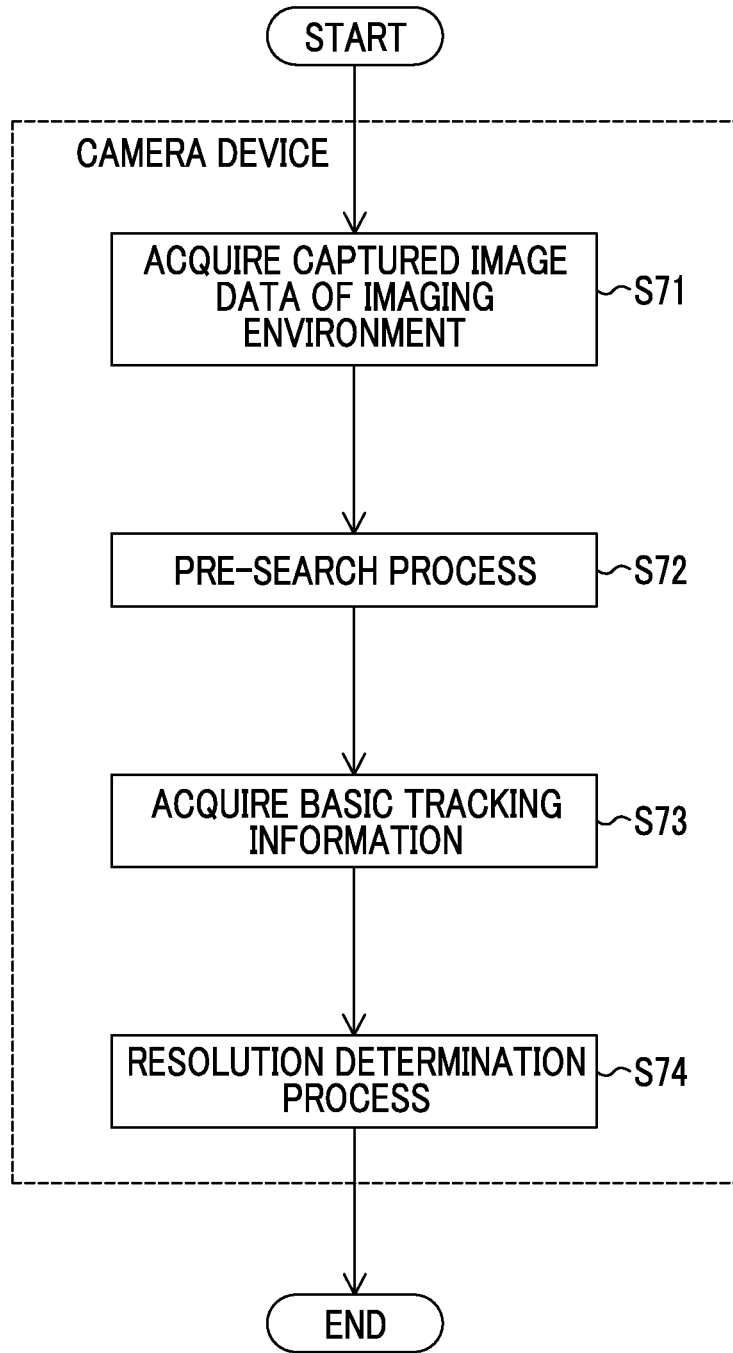 START
CAMERA DEVICE
ACQUIRE CAPTURED IMAGE
DATA OF IMAGING
ENVIRONMENT
S71
PRE-SEARCH PROCESS
S72
ACQUIRE BASIC TRACKING
INFORMATION
S73
RESOLUTION DETERMINATION
PROCESS
S74
END